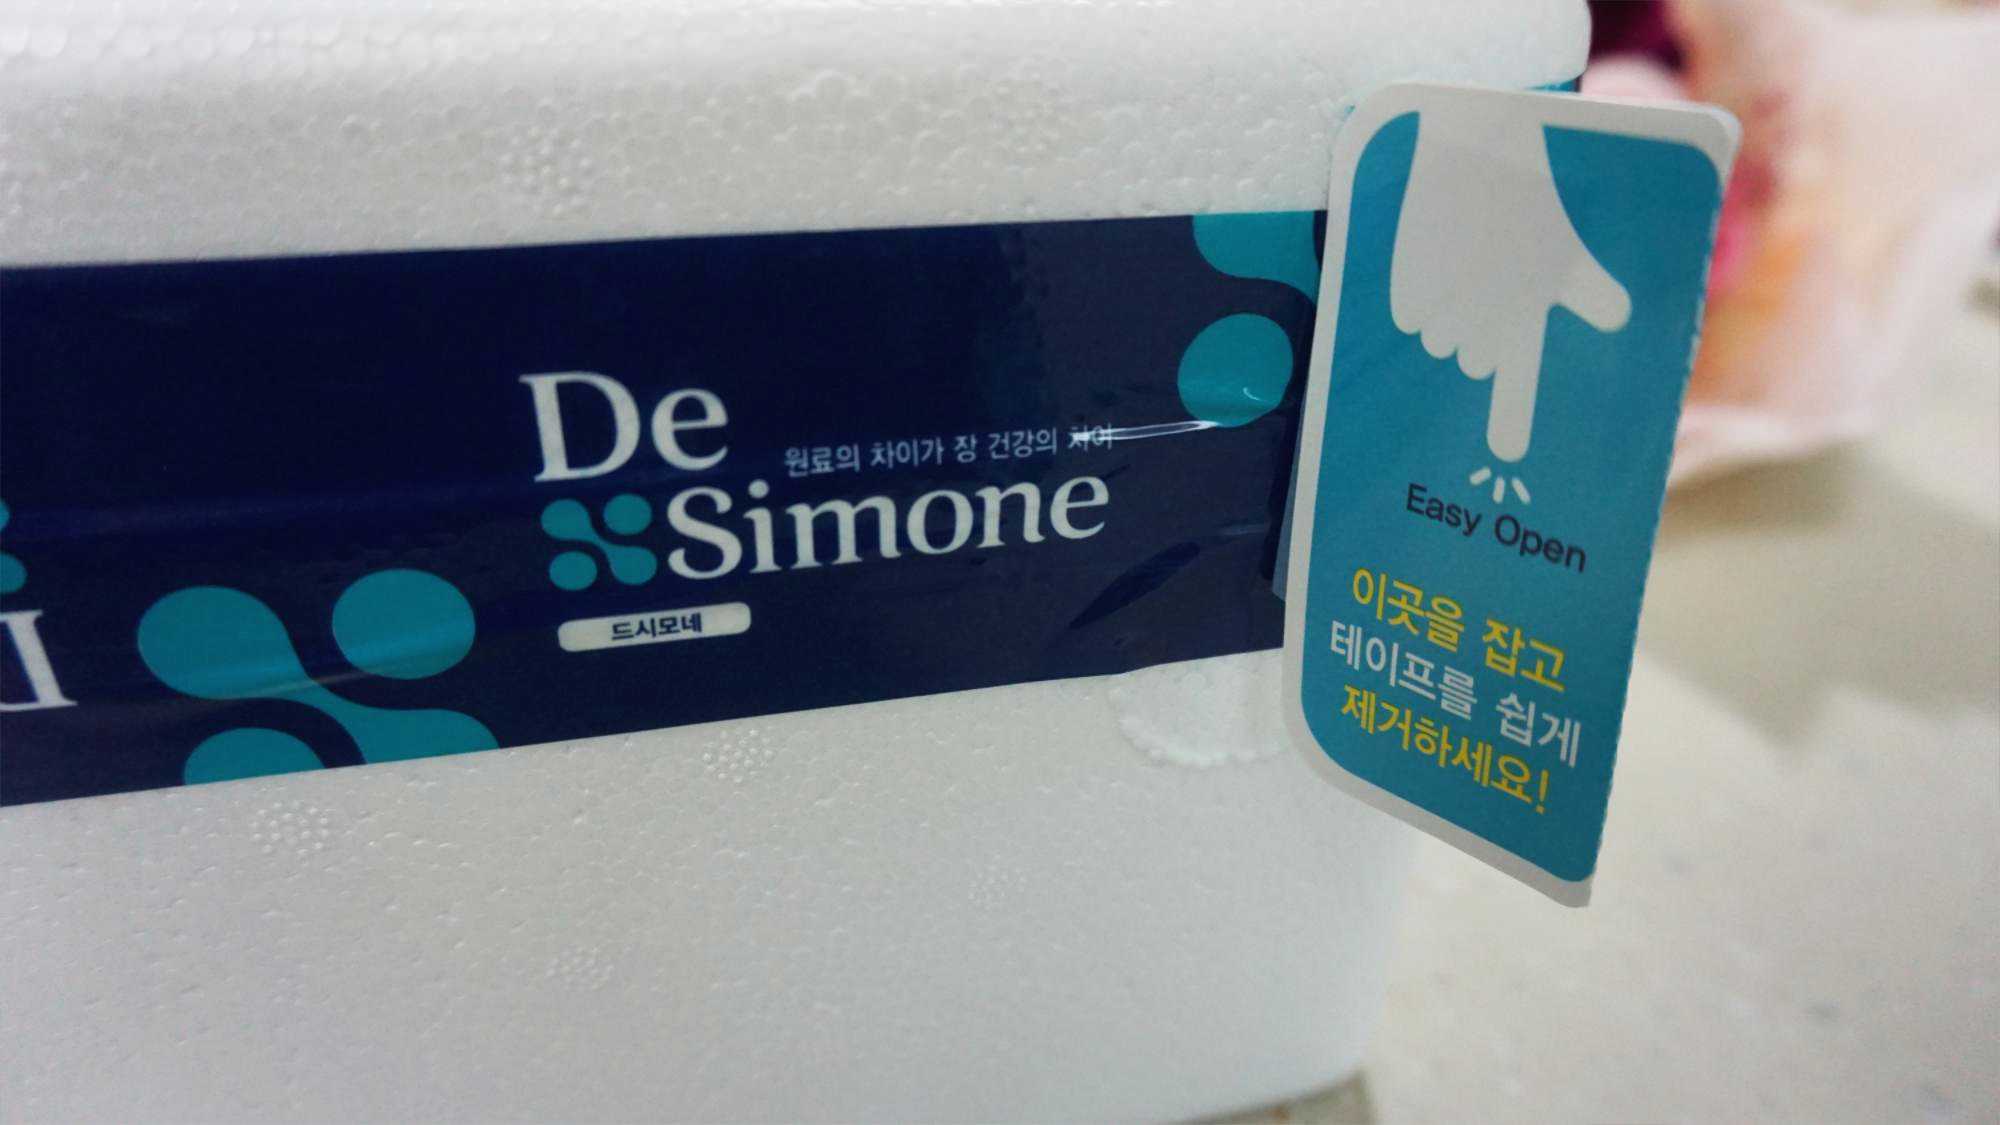 De
원료의 차이가 장 건강의 차이
Simone
드시모네
Easy Open
이곳을 잡고
테이프를 쉽게
제거하세요!